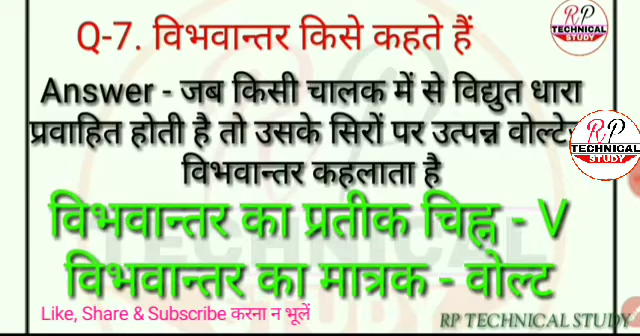 Q-7. विभवान्तर किसे कहते हैं
RP
TECHNICAL
STUDY
Answer - जब किसी चालक में से विद्युत धारा
प्रवाहित होती है तो उसके सिरों पर उत्पन्न
RP
TECHNICAL
STUDY
विभवान्तर कहलाता है
विभवान्तर का प्रतीक चिह्न - V
विभवान्तर का मात्रक - वोल्ट
Like, Share & Subscribe करना न भूलें
RP TECHNICAL STUDY